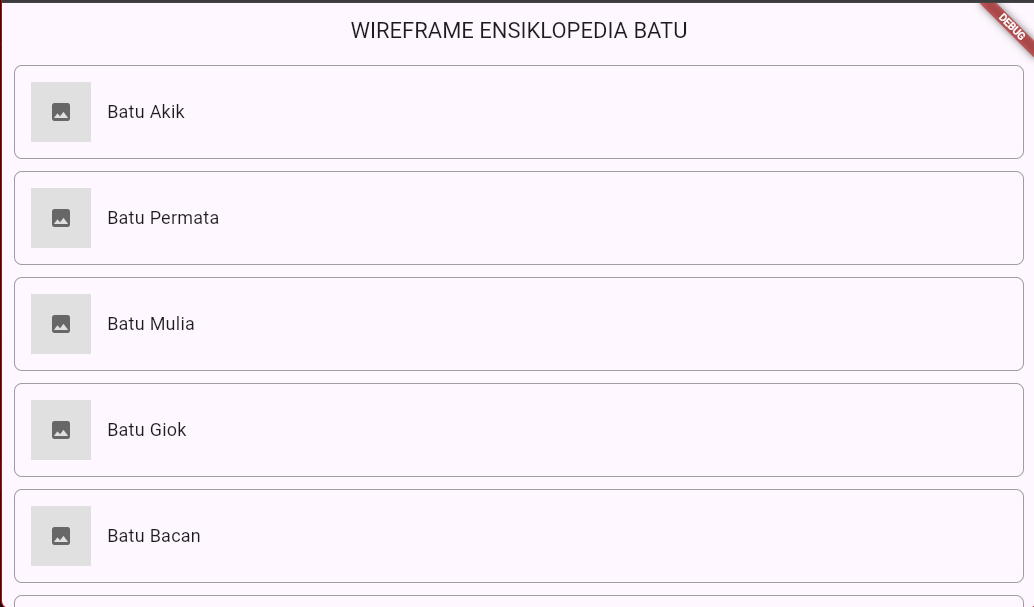 WIREFRAME ENSIKLOPEDIA BATU
DEBUG
Batu Akik
Batu Permata
Batu Mulia
Batu Giok
Batu Bacan